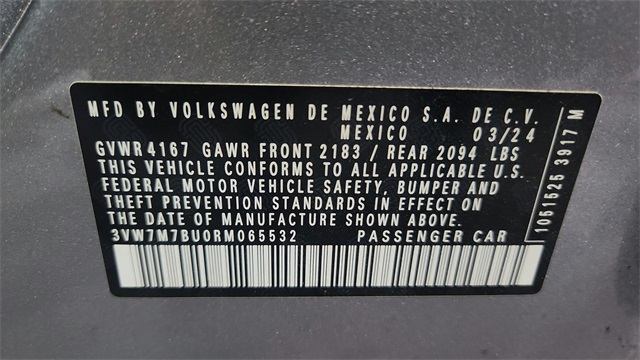 MFD BY VOLKSWAGEN DE MEXICO S.A. DE C.V.
MEXICO 03/24
GVWR 4167 GAWR FRONT 2183 / REAR 2094 LBS
THIS VEHICLE CONFORMS TO ALL APPLICABLE U.S.
FEDERAL MOTOR VEHICLE SAFETY, BUMPER AND
THEFT PREVENTION STANDARDS IN EFFECT ON
THE DATE OF MANUFACTURE SHOWN ABOVE.
3VW7M7BU0RM065532 PASSENGER CAR
1051525 3917 M